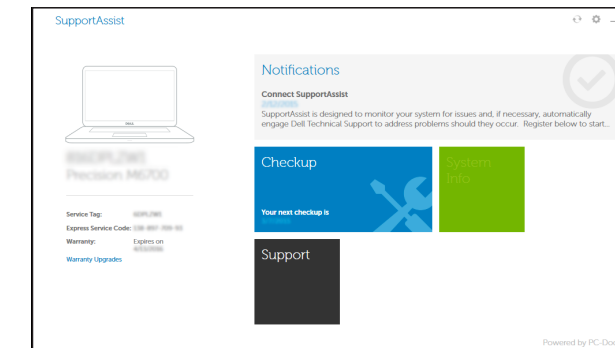 SupportAssist
DELL
Precision M6700
Service Tag:
Express Service Code:
Warranty: Expires on
Warranty Upgrades
Notifications
Connect SupportAssist
SupportAssist is designed to monitor your system for issues and, if necessary, automatically
engage Dell Technical Support to address problems should they occur. Register below to start...
Checkup
Your next checkup is
System
Info
Support
Powered by PC-Doc